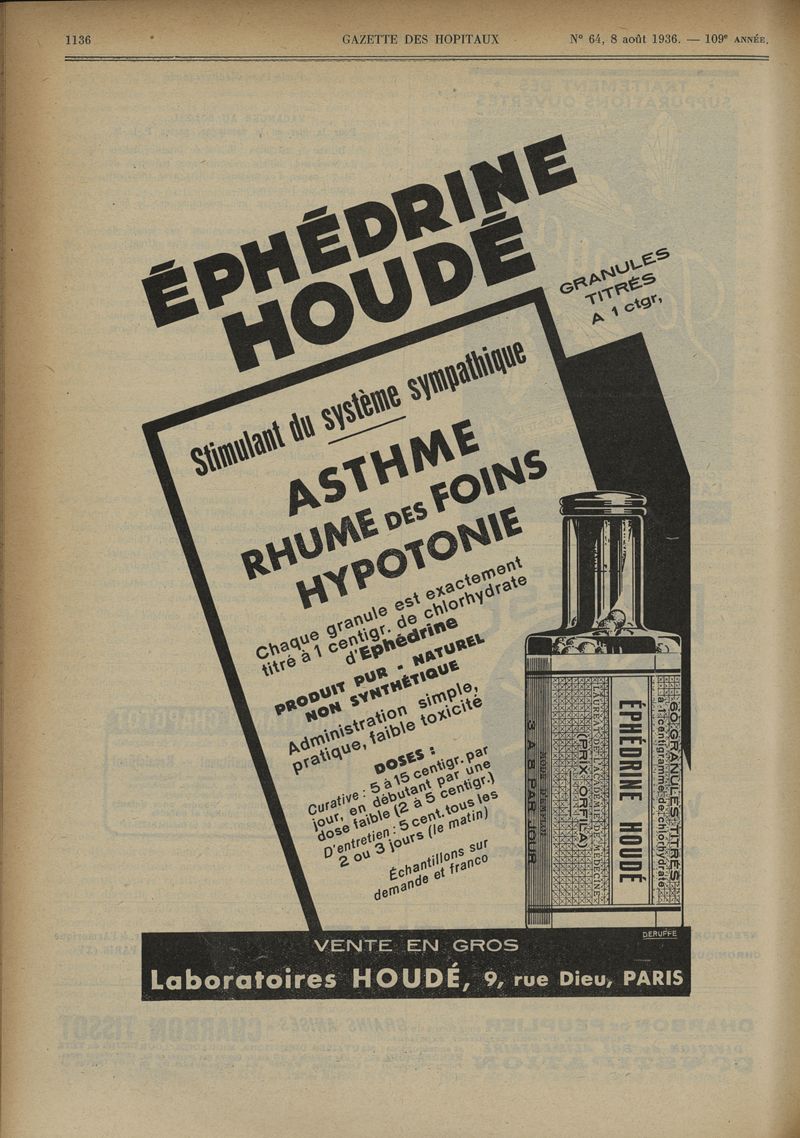 1136
GAZETTE DES HOPITAUX
N° 64, 8 août 1936. — 109e ANNÉE.
ÉPHÉDRINE
HOUDÉ
GRANULES
TITRÉS
A 1 ctgr,
Stimulant du système sympathique
ASTHME
RHUME DES FOINS
HYPOTONIE
Chaque granule est exactement
titré à 1 centigr. de chlorhydrate
d'Ephédrine
PRODUIT PUR - NATUREL
NON SYNTHÉTIQUE
Administration simple,
pratique, faible toxicité
DOSES :
Curative : 5 à 15 centigr. par
jour, en débutant par une
dose faible (2 à 5 centigr.)
D'entretien : 5 cent. tous les
2 ou 3 jours (le matin)
Échantillons sur
demande et franco
60 GRANULES TITRÉS
à 1 centigramme de chlorhydrate
ÉPHÉDRINE HOUDÉ
LAURÉAT DE L'ACADÉMIE DE MÉDECINE
(PRIX ORFILA)
MODE D'EMPLOI
3 A 8 PAR JOUR
DERUFFE
VENTE EN GROS
Laboratoires HOUDÉ, 9, rue Dieu, PARIS